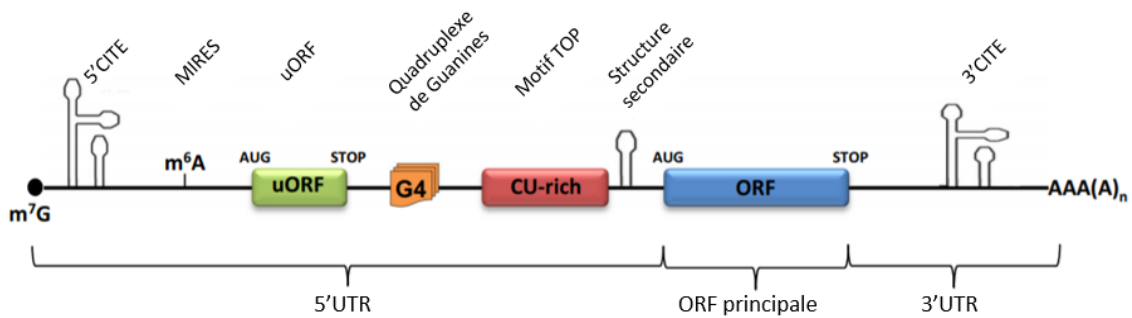 5'CITE
MIRES
uORF
Quadruplexe
de Guanines
Motif TOP
Structure
secondaire
3'CITE
m⁶A
AUG
STOP
AUG
STOP
uORF
G4
CU-rich
ORF
m⁷G
AAA(A)ₙ
5'UTR
ORF principale
3'UTR